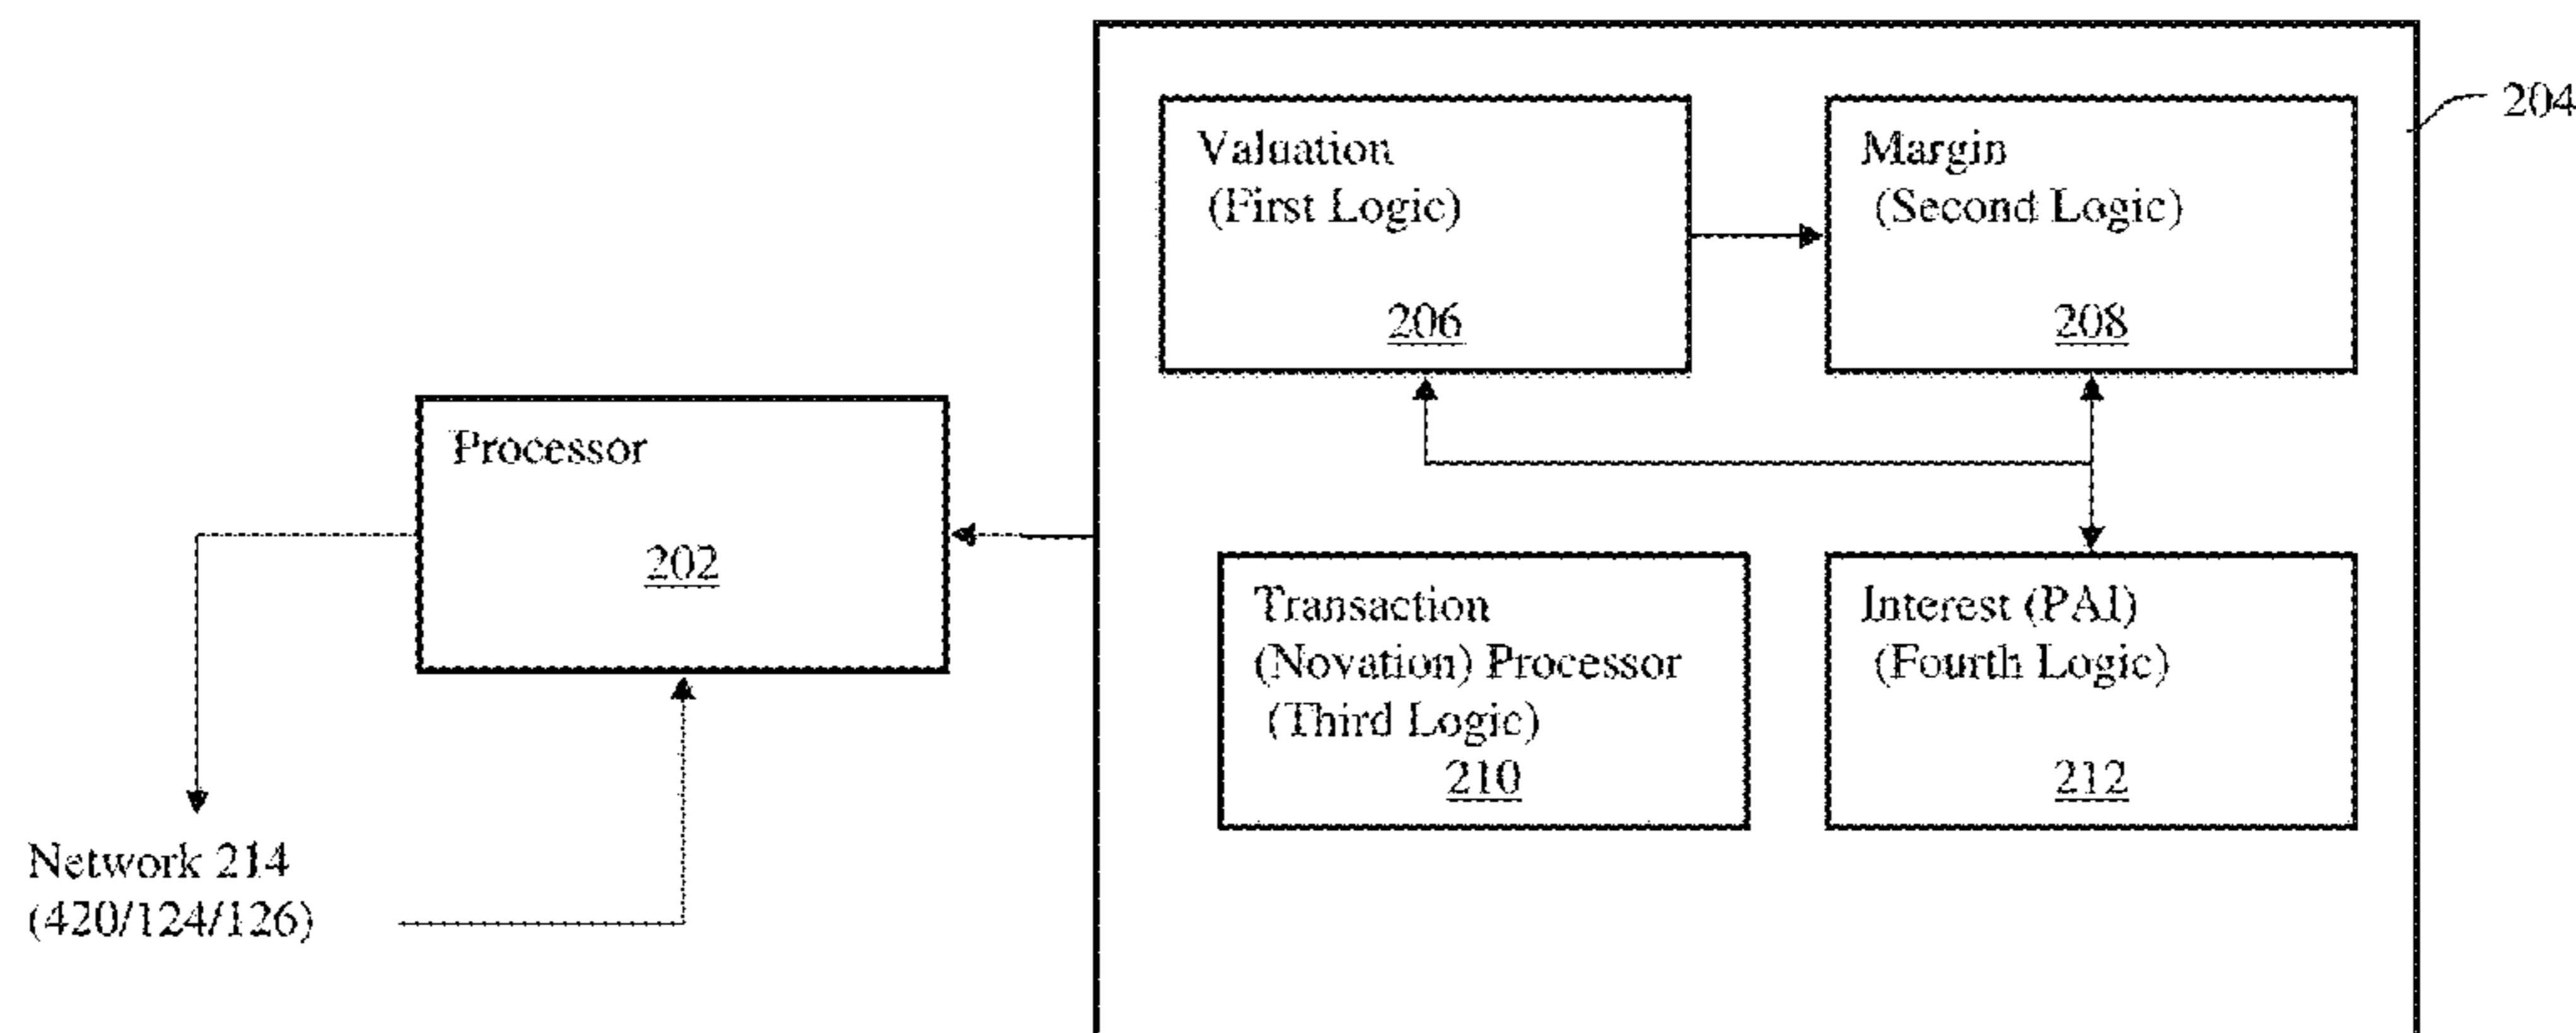 204
Valuation
(First Logic)
206
Margin
(Second Logic)
208
Processor
202
Transaction
(Novation) Processor
(Third Logic)
210
Interest (PAI)
(Fourth Logic)
212
Network 214
(420/124/126)